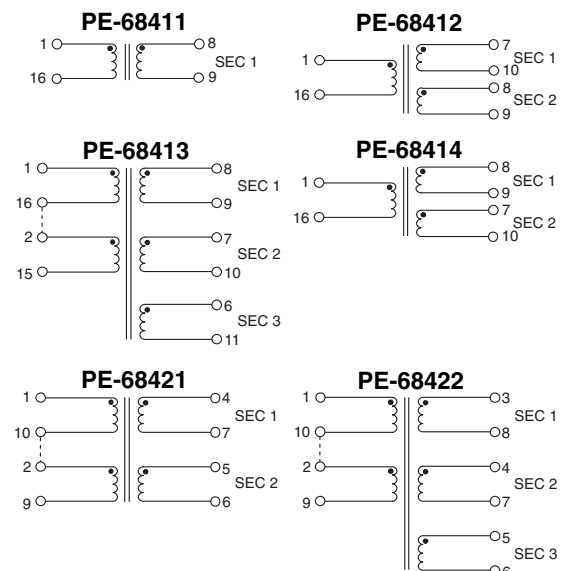 PE-68411
1 8
SEC 1
16 9
PE-68412
7
1 SEC 1
10
16 8
SEC 2
9
PE-68413
1 8
SEC 1
16 9
2 7
SEC 2
15 10
6
SEC 3
11
PE-68414
8
1 SEC 1
9
16 7
SEC 2
10
PE-68421
1 4
SEC 1
10 7
2 5
SEC 2
9 6
PE-68422
1 3
SEC 1
10 8
2 4
SEC 2
9 7
5
SEC 3
6